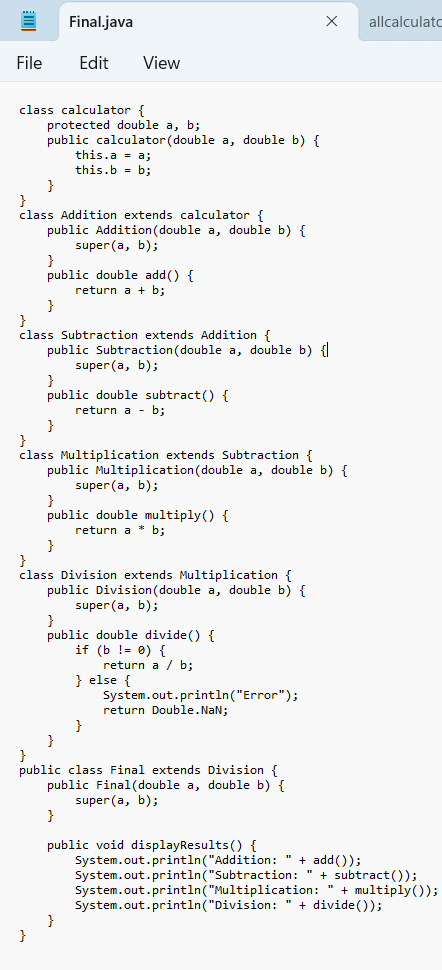 Final.java
allcalculato
File Edit View
class calculator {
    protected double a, b;
    public calculator(double a, double b) {
        this.a = a;
        this.b = b;
    }
}
class Addition extends calculator {
    public Addition(double a, double b) {
        super(a, b);
    }
    public double add() {
        return a + b;
    }
}
class Subtraction extends Addition {
    public Subtraction(double a, double b) {
        super(a, b);
    }
    public double subtract() {
        return a - b;
    }
}
class Multiplication extends Subtraction {
    public Multiplication(double a, double b) {
        super(a, b);
    }
    public double multiply() {
        return a * b;
    }
}
class Division extends Multiplication {
    public Division(double a, double b) {
        super(a, b);
    }
    public double divide() {
        if (b != 0) {
            return a / b;
        } else {
            System.out.println("Error");
            return Double.NaN;
        }
    }
}
public class Final extends Division {
    public Final(double a, double b) {
        super(a, b);
    }

    public void displayResults() {
        System.out.println("Addition: " + add());
        System.out.println("Subtraction: " + subtract());
        System.out.println("Multiplication: " + multiply());
        System.out.println("Division: " + divide());
    }
}